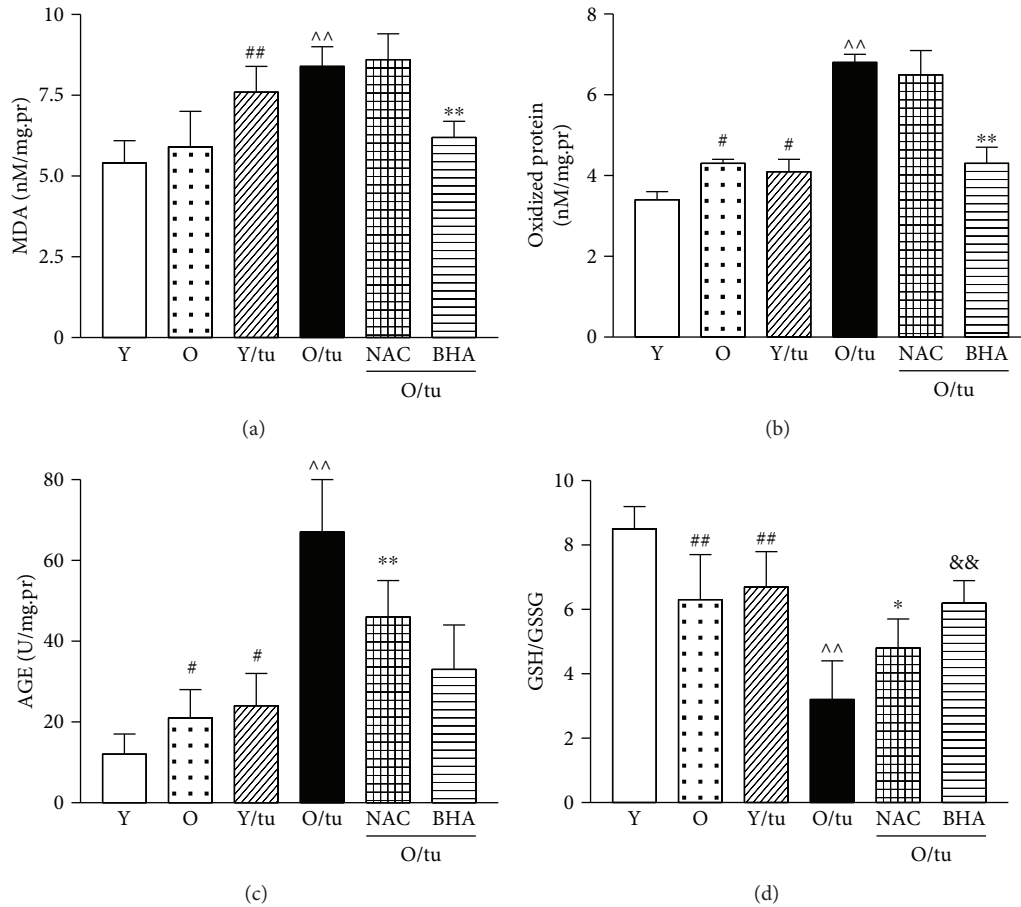 10
7.5
5.0
2.5
0
MDA (nM/mg.pr)
##
^^
**
Y O Y/tu O/tu NAC BHA
O/tu
(a)
8
6
4
2
0
Oxidized protein
(nM/mg.pr)
#
#
^^
**
Y O Y/tu O/tu NAC BHA
O/tu
(b)
80
60
40
20
0
AGE (U/mg.pr)
#
#
^^
**
Y O Y/tu O/tu NAC BHA
O/tu
(c)
10
8
6
4
2
0
GSH/GSSG
##
##
^^
*
&&
Y O Y/tu O/tu NAC BHA
O/tu
(d)